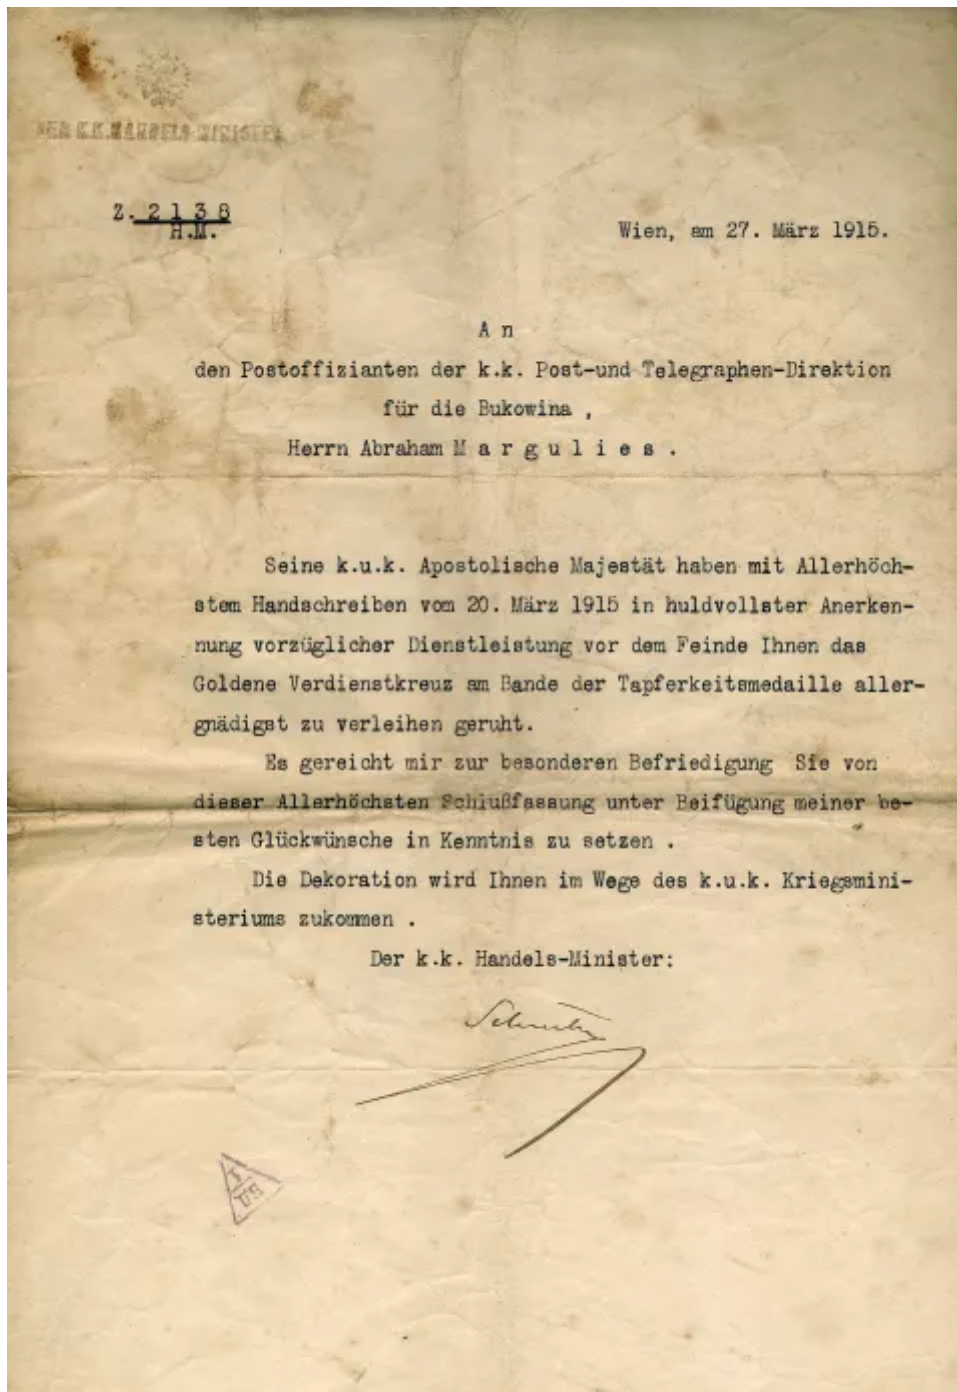 DER K.K. HANDELS-MINISTER
Z. 2138
H.M.
Wien, am 27. März 1915.
An
den Postoffizianten der k.k. Post-und Telegraphen-Direktion
für die Bukowina ,
Herrn Abraham Margulies .
Seine k.u.k. Apostolische Majestät haben mit Allerhöch-
stem Handschreiben vom 20. März 1915 in huldvollster Anerken-
nung vorzüglicher Dienstleistung vor dem Feinde Ihnen das
Goldene Verdienstkreuz am Bande der Tapferkeitsmedaille aller-
gnädigst zu verleihen geruht.
Es gereicht mir zur besonderen Befriedigung Sie von
dieser Allerhöchsten Schlußfassung unter Beifügung meiner be-
sten Glückwünsche in Kenntnis zu setzen .
Die Dekoration wird Ihnen im Wege des k.u.k. Kriegsmini-
steriums zukommen .
Der k.k. Handels-Minister:
US